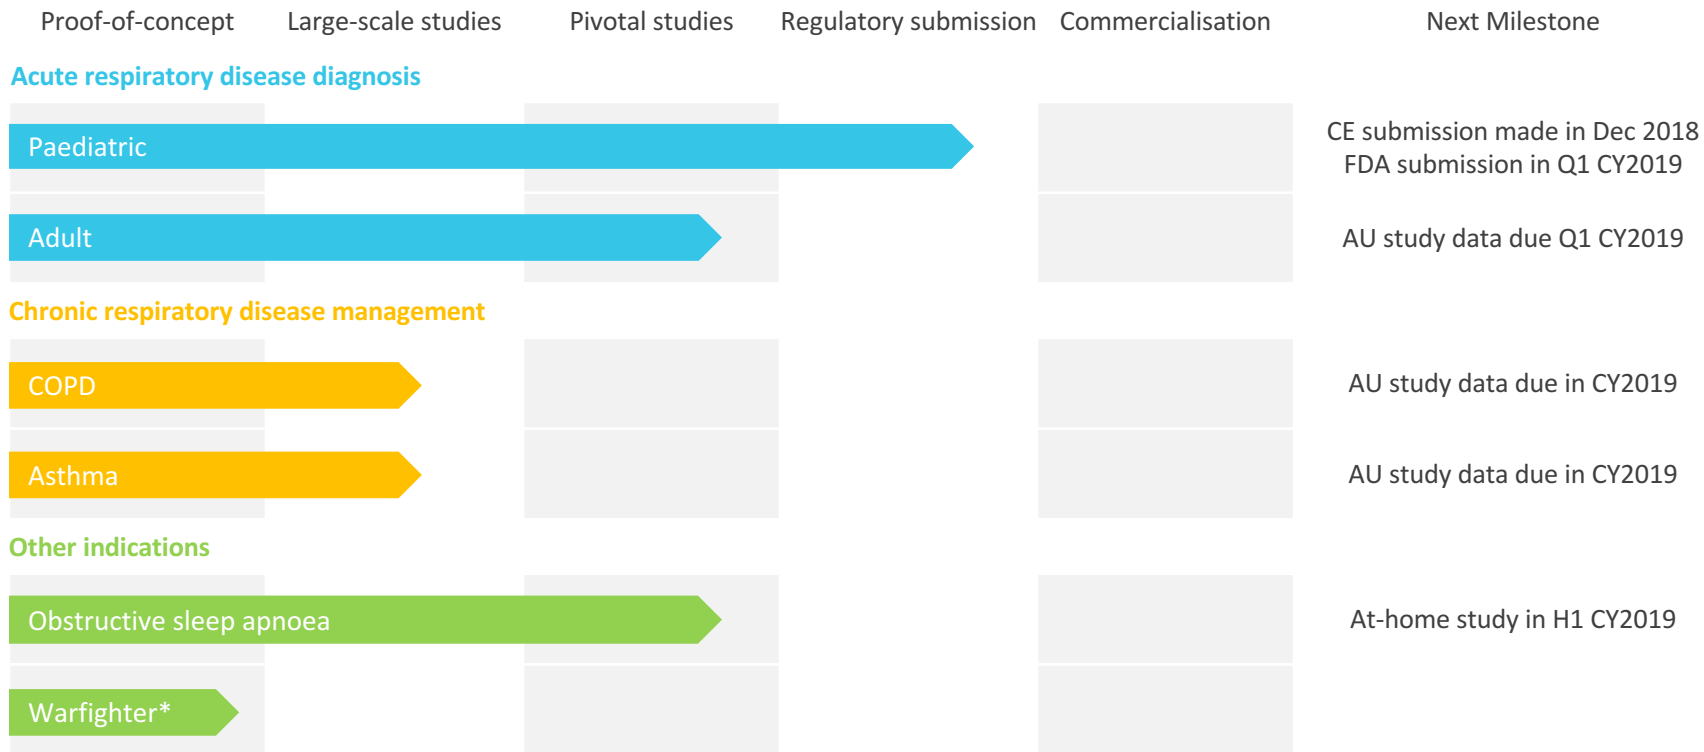 Proof-of-concept Large-scale studies Pivotal studies Regulatory submission Commercialisation Next Milestone
Acute respiratory disease diagnosis
Paediatric
CE submission made in Dec 2018
FDA submission in Q1 CY2019
Adult
AU study data due Q1 CY2019
Chronic respiratory disease management
COPD
AU study data due in CY2019
Asthma
AU study data due in CY2019
Other indications
Obstructive sleep apnoea
At-home study in H1 CY2019
Warfighter*